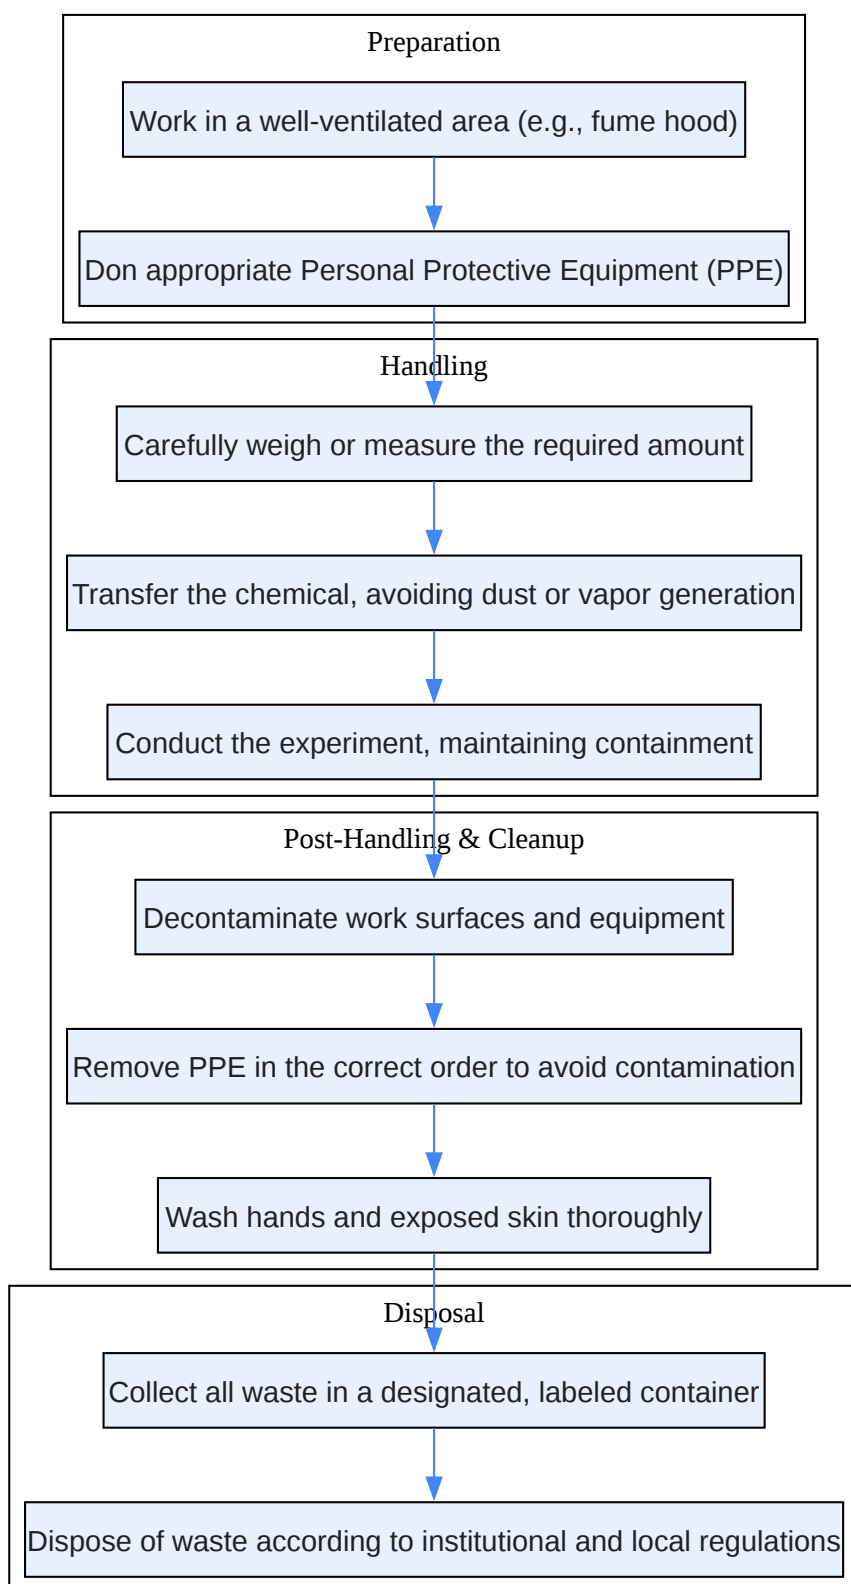 Preparation
Work in a well-ventilated area (e.g., fume hood)
Don appropriate Personal Protective Equipment (PPE)
Handling
Carefully weigh or measure the required amount
Transfer the chemical, avoiding dust or vapor generation
Conduct the experiment, maintaining containment
Post-Handling & Cleanup
Decontaminate work surfaces and equipment
Remove PPE in the correct order to avoid contamination
Wash hands and exposed skin thoroughly
Disposal
Collect all waste in a designated, labeled container
Dispose of waste according to institutional and local regulations